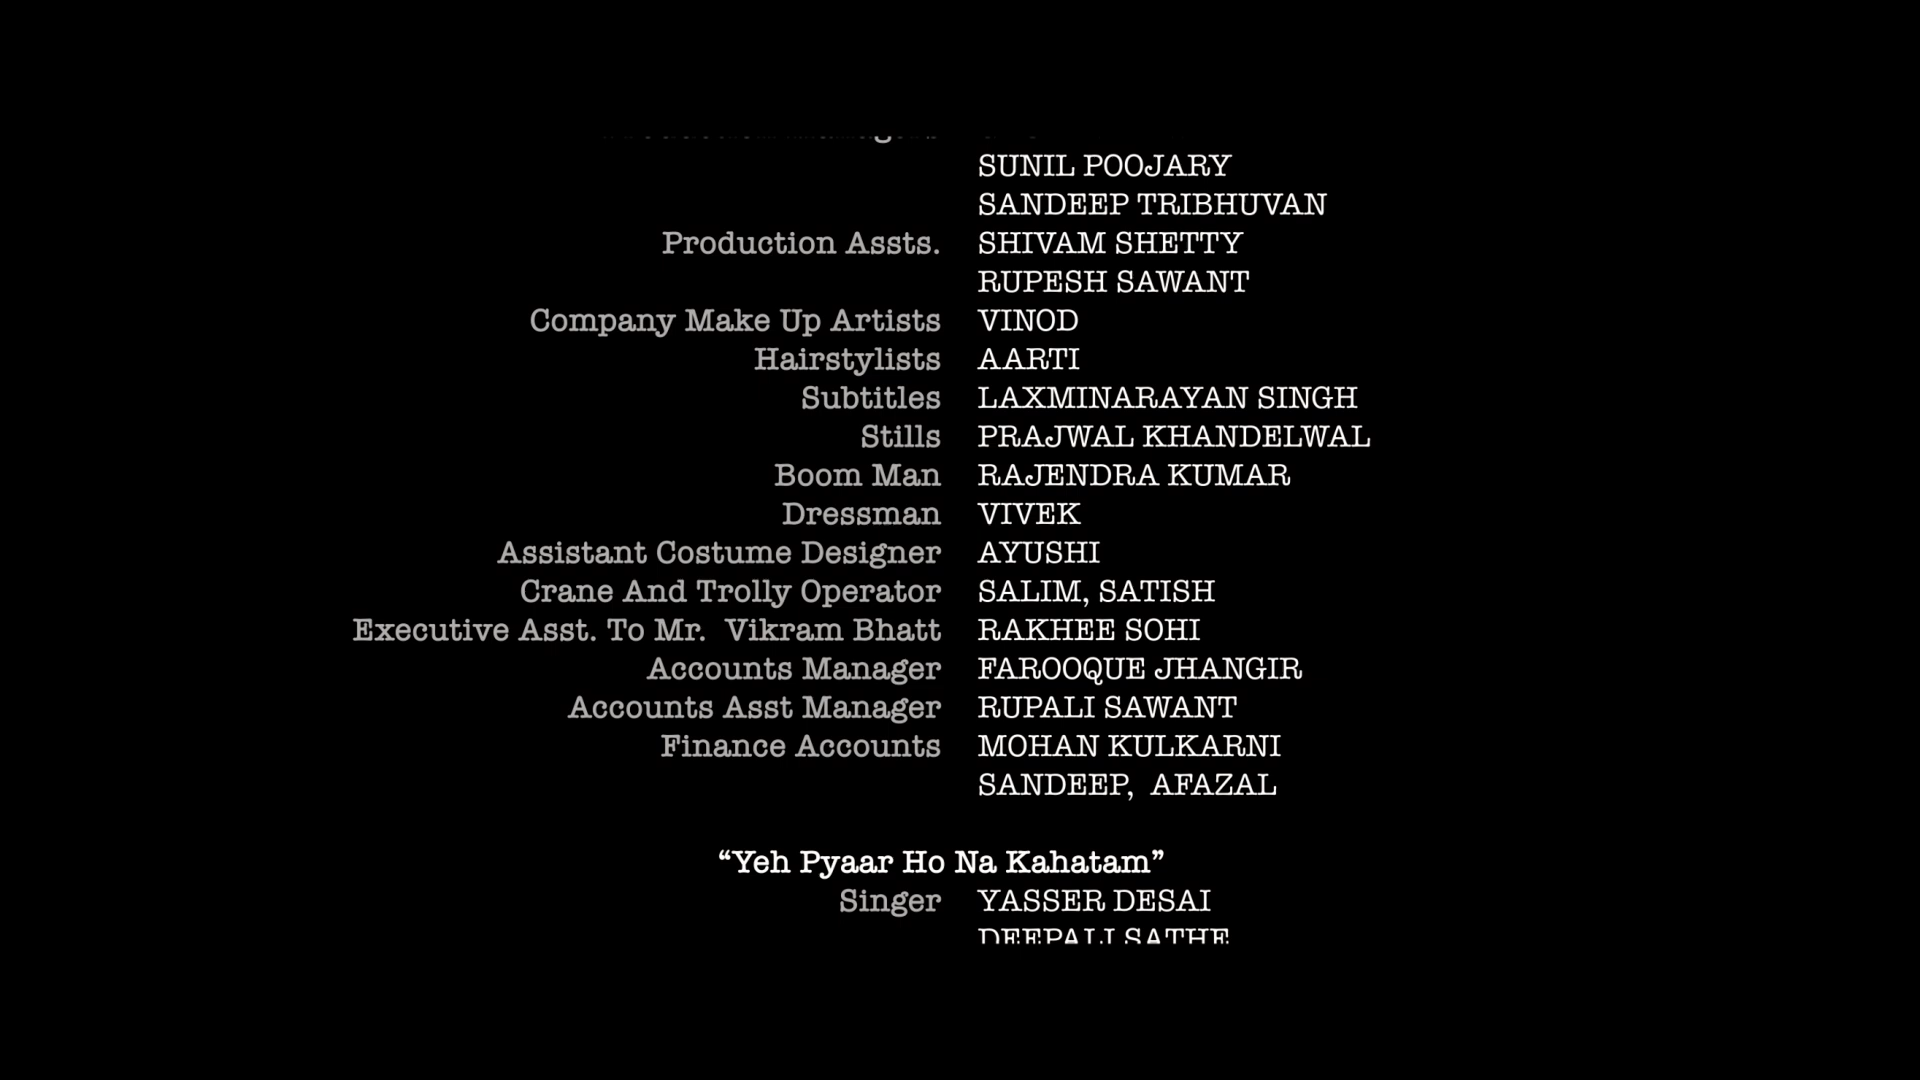 SUNIL POOJARY
SANDEEP TRIBHUVAN
Production Assts. SHIVAM SHETTY
RUPESH SAWANT
Company Make Up Artists VINOD
Hairstylists AARTI
Subtitles LAXMINARAYAN SINGH
Stills PRAJWAL KHANDELWAL
Boom Man RAJENDRA KUMAR
Dressman VIVEK
Assistant Costume Designer AYUSHI
Crane And Trolly Operator SALIM, SATISH
Executive Asst. To Mr. Vikram Bhatt RAKHEE SOHI
Accounts Manager FAROOQUE JHANGIR
Accounts Asst Manager RUPALI SAWANT
Finance Accounts MOHAN KULKARNI
SANDEEP, AFAZAL
“Yeh Pyaar Ho Na Kahatam”
Singer YASSER DESAI
DEEPALI SATHE